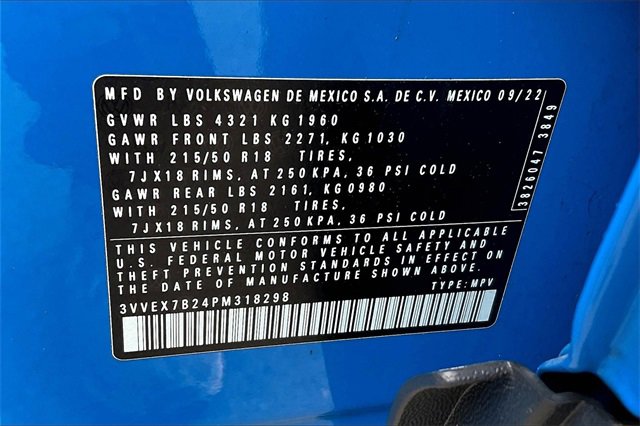 MFD BY VOLKSWAGEN DE MEXICO S.A. DE C.V. MEXICO 09/22
GVWR LBS 4321 KG 1960
GAWR FRONT LBS 2271, KG1030
WITH 215/50 R18 TIRES,
7JX18 RIMS, AT 250 KPA, 36 PSI COLD
GAWR REAR LBS 2161, KG0980
WITH 215/50 R18 TIRES,
7JX18 RIMS, AT 250 KPA, 36 PSI COLD
THIS VEHICLE CONFORMS TO ALL APPLICABLE
U.S. FEDERAL MOTOR VEHICLE SAFETY AND
THEFT PREVENTION STANDARDS IN EFFECT ON
THE DATE OF MANUFACTURE SHOWN ABOVE.
3VVEX7B24PM318298 TYPE: MPV
3826047 3849